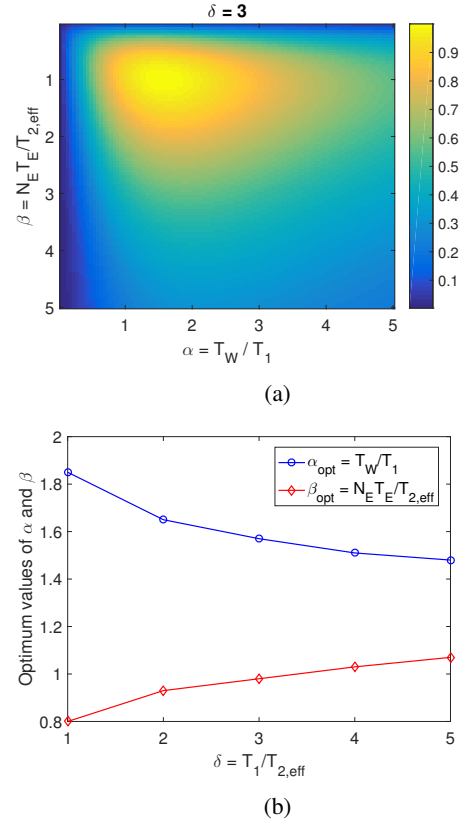 δ = 3
0.9
0.8
0.7
0.6
0.5
0.4
0.3
0.2
0.1
1
2
3
4
5
β = N_E T_E/T_2,eff
1 2 3 4 5
α = T_W / T_1
(a)
2
1.8
1.6
1.4
1.2
1
0.8
Optimum values of α and β
α_opt = T_W/T_1
β_opt = N_E T_E/T_2,eff
1 2 3 4 5
δ = T_1/T_2,eff
(b)